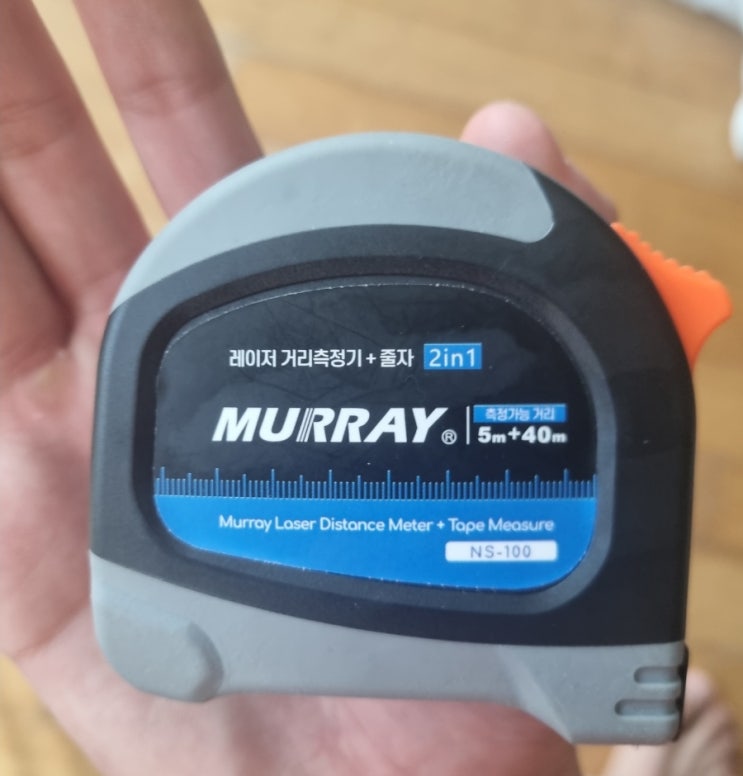 레이저 거리측정기 + 줄자 2in1
MURRAY®
측정가능 거리
5m+40m
Murray Laser Distance Meter + Tape Measure
NS-100